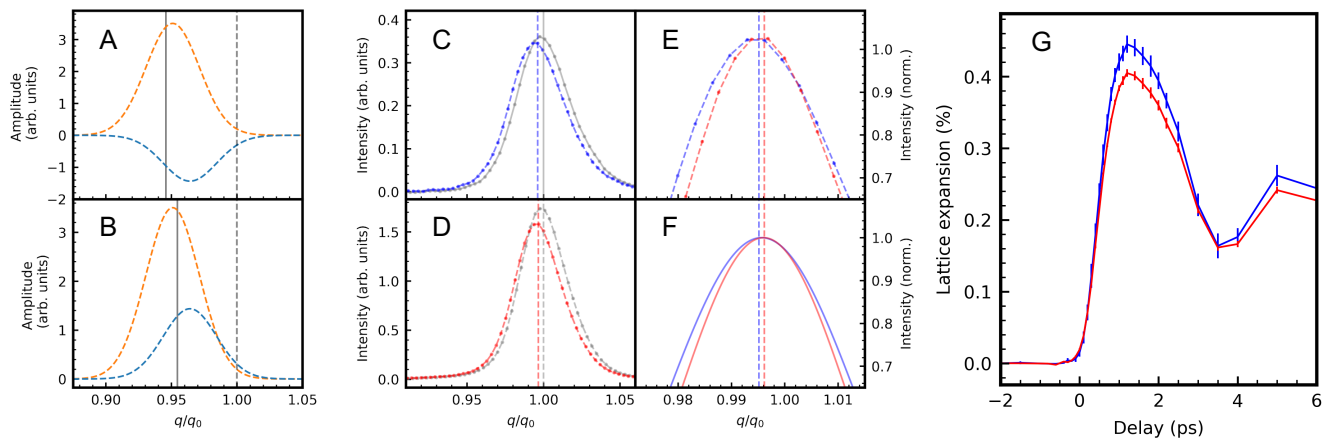 A
3
2
1
0
−1
−2
Amplitude
(arb. units)
B
3
2
1
0
Amplitude
(arb. units)
0.90
0.95
1.00
1.05
q/q0
C
0.4
0.3
0.2
0.1
0.0
Intensity (arb. units)
D
1.5
1.0
0.5
0.0
Intensity (arb. units)
0.95
1.00
1.05
q/q0
E
1.0
0.9
0.8
0.7
Intensity (norm.)
F
1.0
0.9
0.8
0.7
Intensity (norm.)
0.98
0.99
1.00
1.01
q/q0
G
0.4
0.3
0.2
0.1
0.0
Lattice expansion (%)
−2
0
2
4
6
Delay (ps)